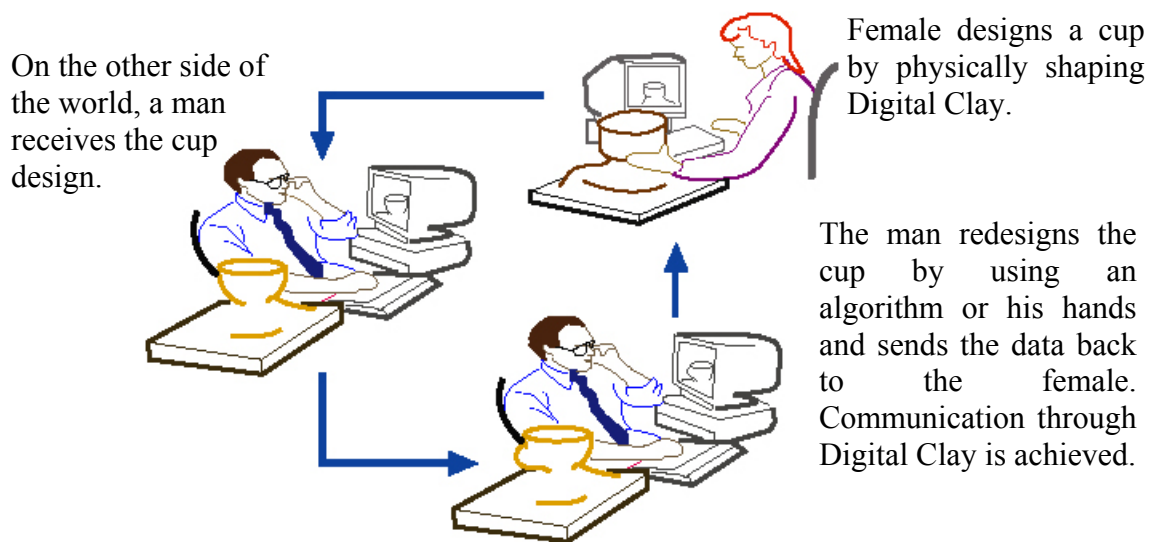 On the other side of
the world, a man
receives the cup
design.
Female designs a cup
by physically shaping
Digital Clay.
The man redesigns the
cup by using an
algorithm or his hands
and sends the data back
to the female.
Communication through
Digital Clay is achieved.